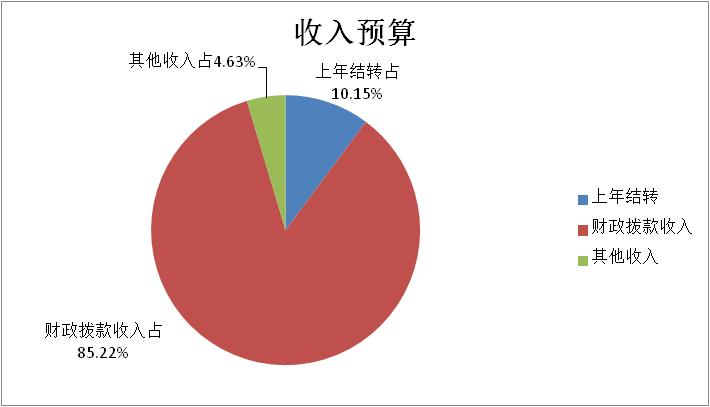 收入预算
其他收入占4.63%
上年结转占
10.15%
上年结转
财政拨款收入
其他收入
财政拨款收入占
85.22%